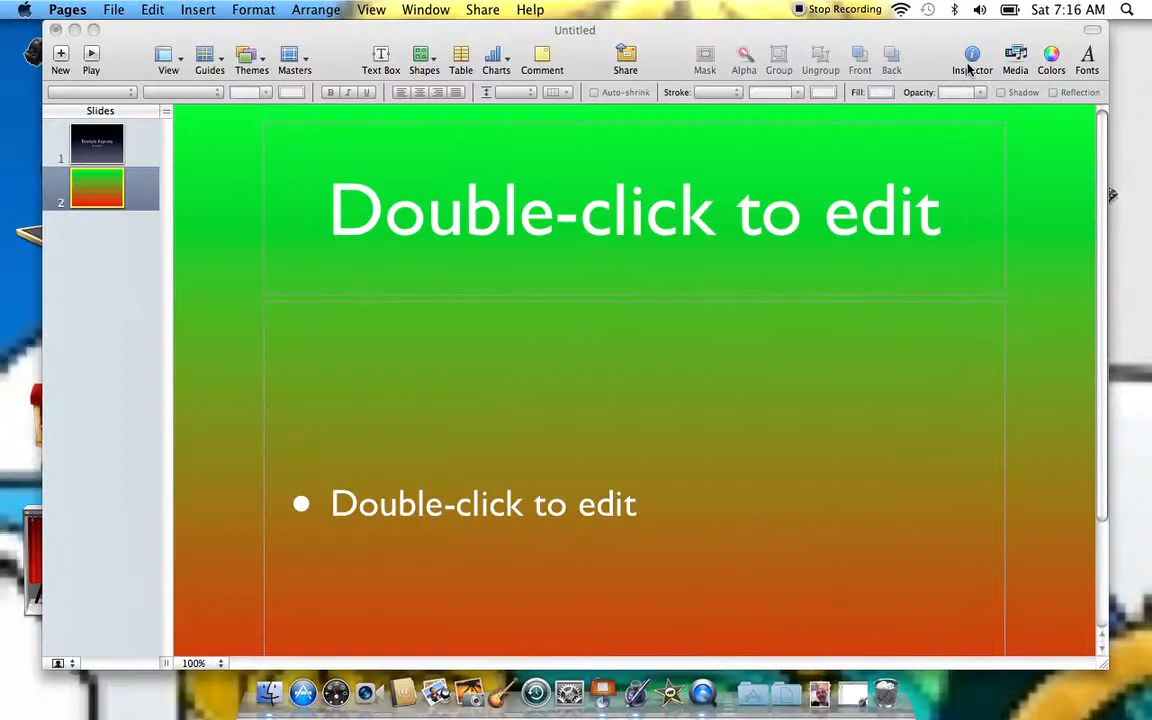 Pages File Edit Insert Format Arrange View Window Share Help Stop Recording Sat 7:16 AM
Untitled
New Play View Guides Themes Masters Text Box Shapes Table Charts Comment Share Mask Alpha Group Ungroup Front Back Inspector Media Colors Fonts
B I U Auto-shrink Stroke: Fill: Opacity: Shadow Reflection
Slides
1
2
Double-click to edit
Double-click to edit
100%